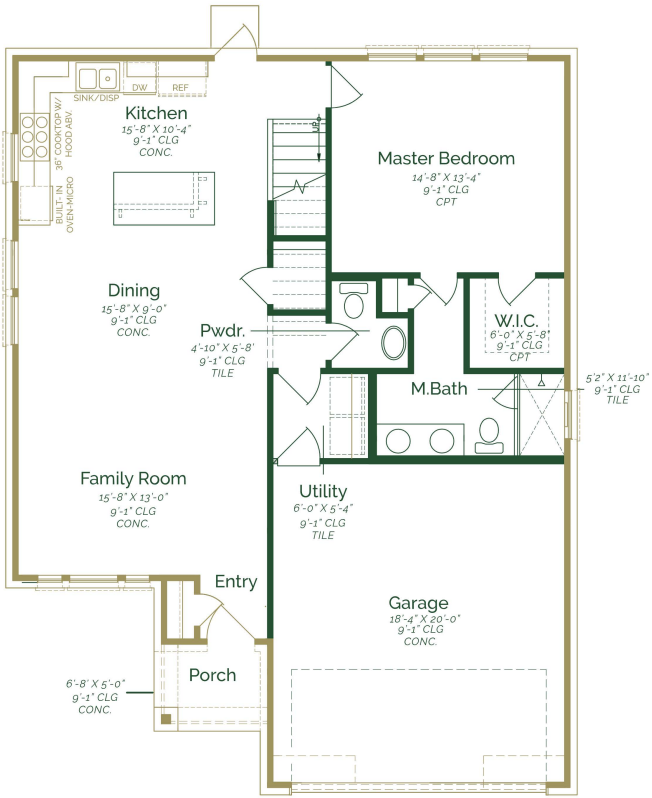 SINK/DISP
DW
REF
36" COOKTOP W/
HOOD ABV.
BUILT- IN
OVEN-MICRO
Kitchen
15'-8" X 10'-4"
9'-1" CLG
CONC.
UP
Master Bedroom
14'-8" X 13'-4"
9'-1" CLG
CPT
Dining
15'-8" X 9'-0"
9'-1" CLG
CONC.
Pwdr.
4'-10" X 5'-8'
9'-1" CLG
TILE
W.I.C.
6'-0" X 5'-8"
9'-1" CLG
CPT
M.Bath
5'2" X 11'-10"
9'-1" CLG
TILE
Family Room
15'-8" X 13'-0"
9'-1" CLG
CONC.
Utility
6'-0" X 5'-4"
9'-1" CLG
TILE
Entry
Garage
18'-4" X 20'-0"
9'-1" CLG
CONC.
Porch
6'-8' X 5'-0"
9'-1" CLG
CONC.